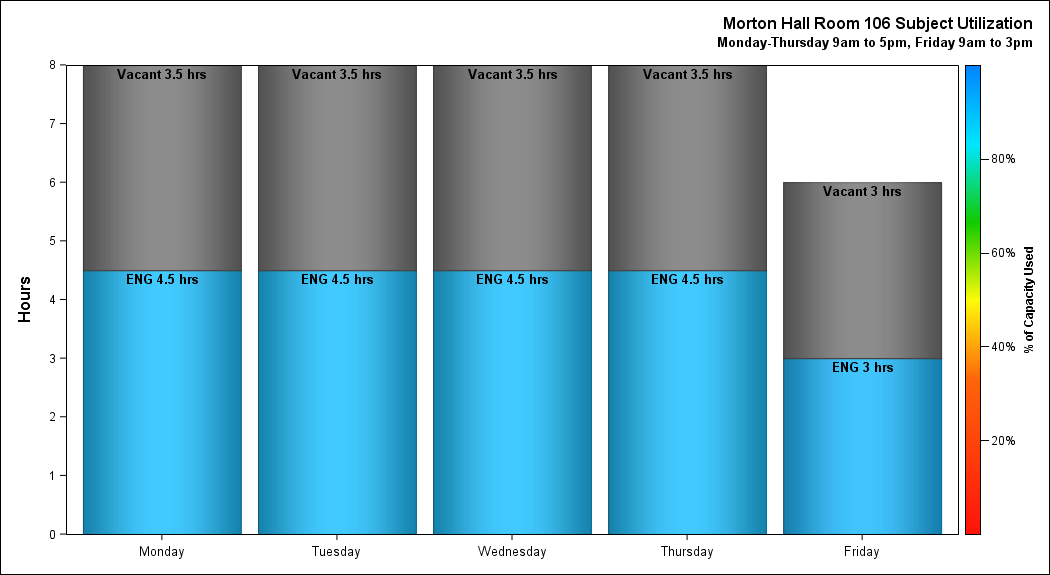 Morton Hall Room 106 Subject Utilization
Monday-Thursday 9am to 5pm, Friday 9am to 3pm
Hours
8
7
6
5
4
3
2
1
0
Vacant 3.5 hrs
Vacant 3.5 hrs
Vacant 3.5 hrs
Vacant 3.5 hrs
Vacant 3 hrs
ENG 4.5 hrs
ENG 4.5 hrs
ENG 4.5 hrs
ENG 4.5 hrs
ENG 3 hrs
Monday
Tuesday
Wednesday
Thursday
Friday
80%
60%
40%
20%
% of Capacity Used